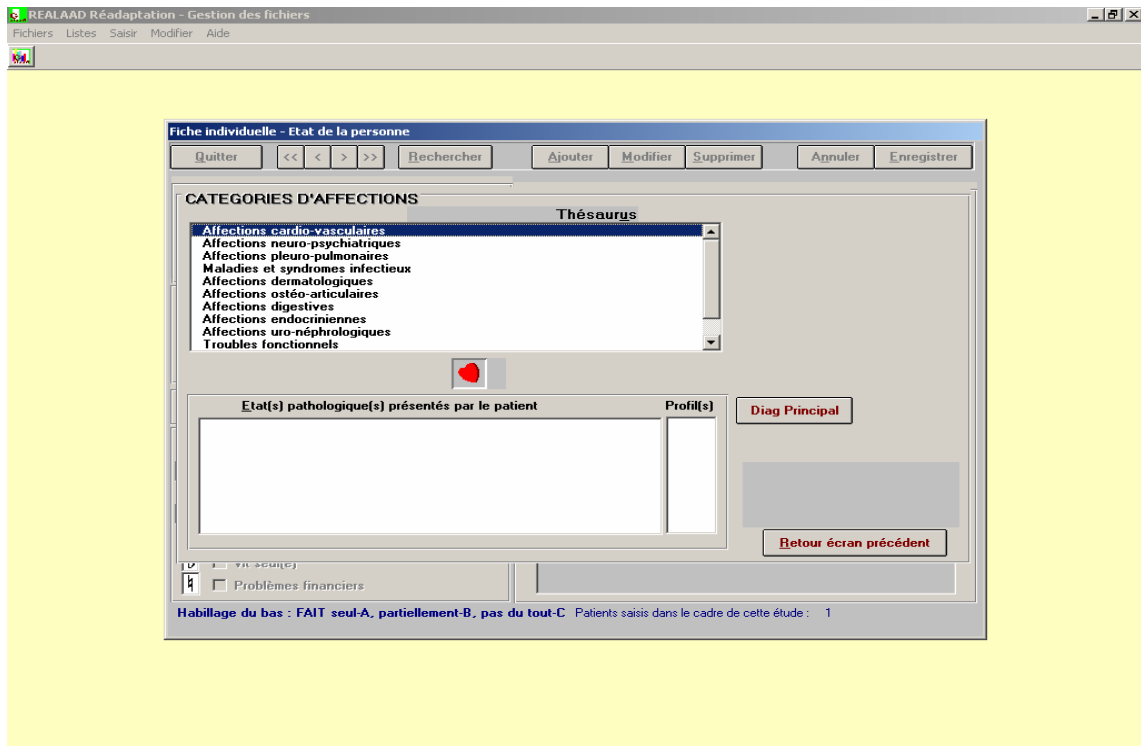 REALAAD Réadaptation - Gestion des fichiers
Fichiers Listes Saisir Modifier Aide
Fiche individuelle - Etat de la personne
Quitter << < > >> Rechercher Ajouter Modifier Supprimer Annuler Enregistrer
CATEGORIES D'AFFECTIONS
Thésaurus
Affections cardio-vasculaires
Affections neuro-psychiatriques
Affections pleuro-pulmonaires
Maladies et syndromes infectieux
Affections dermatologiques
Affections ostéo-articulaires
Affections digestives
Affections endocriniennes
Affections uro-néphrologiques
Troubles fonctionnels
Etat(s) pathologique(s) présentés par le patient Profil(s)
Diag Principal
Retour écran précédent
Vit seul(e)
Problèmes financiers
Habillage du bas : FAIT seul-A, partiellement-B, pas du tout-C Patients saisis dans le cadre de cette étude : 1